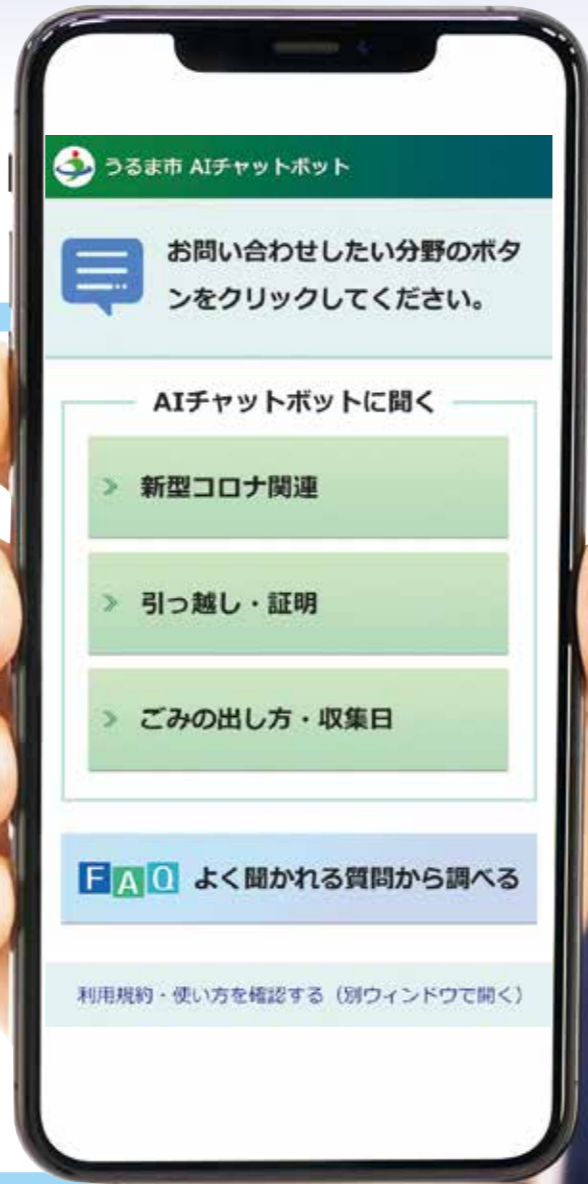 うるま市 AIチャットボット
お問い合わせしたい分野のボタ
ンをクリックしてください。
AIチャットボットに聞く
新型コロナ関連
引っ越し・証明
ごみの出し方・収集日
FAQ よく聞かれる質問から調べる
利用規約・使い方を確認する（別ウィンドウで開く）